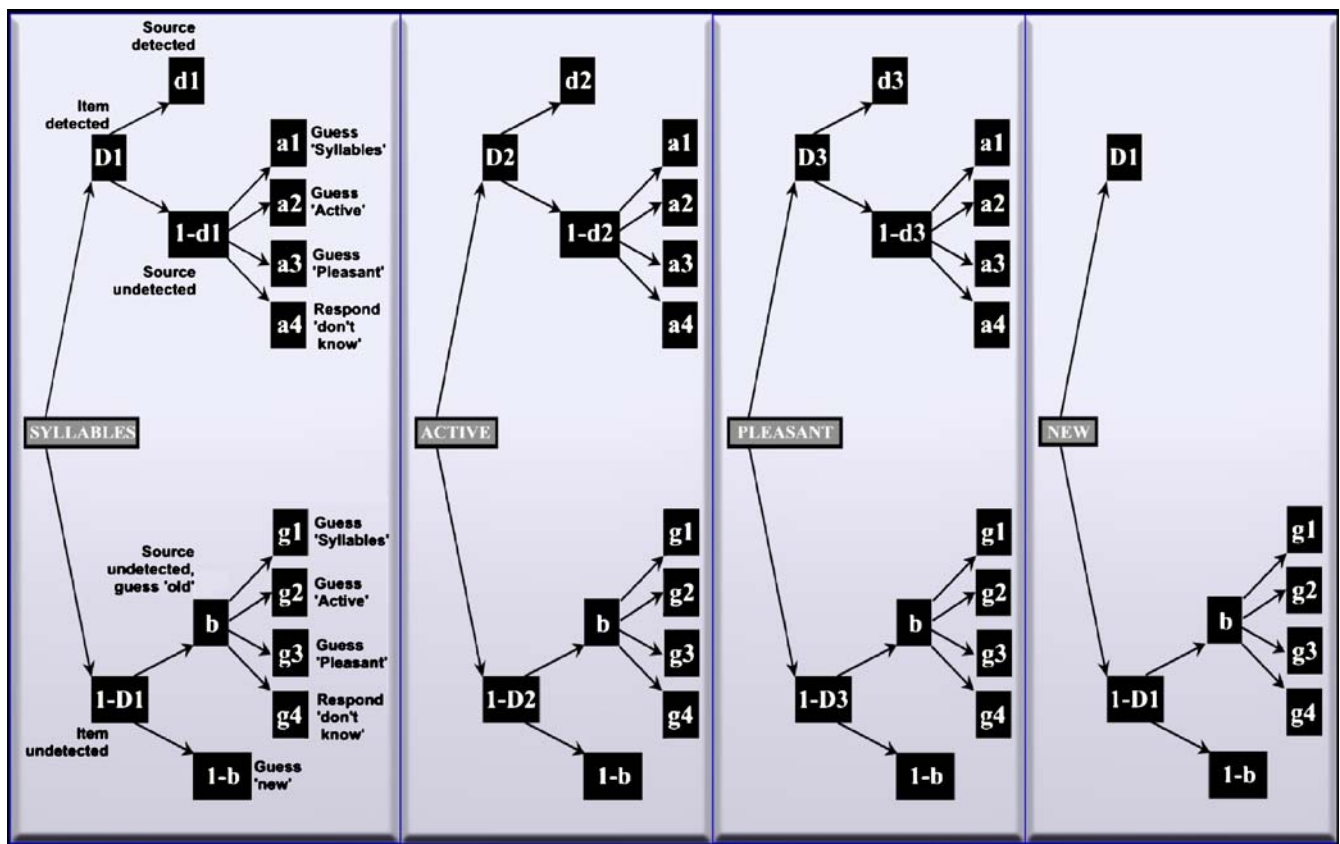 Source
detected
d1
Item
detected
D1
a1
Guess
'Syllables'
a2
Guess
'Active'
1-d1
a3
Guess
'Pleasant'
Source
undetected
a4
Respond
'don't
know'
SYLLABLES
g1
Guess
'Syllables'
Source
undetected,
guess 'old'
g2
Guess
'Active'
b
g3
Guess
'Pleasant'
1-D1
g4
Respond
'don't
know'
Item
undetected
1-b
Guess
'new'
d2
D2
a1
a2
1-d2
a3
a4
ACTIVE
g1
g2
b
g3
1-D2
g4
1-b
d3
D3
a1
a2
1-d3
a3
a4
PLEASANT
g1
g2
b
g3
1-D3
g4
1-b
D1
NEW
g1
g2
b
g3
1-D1
g4
1-b